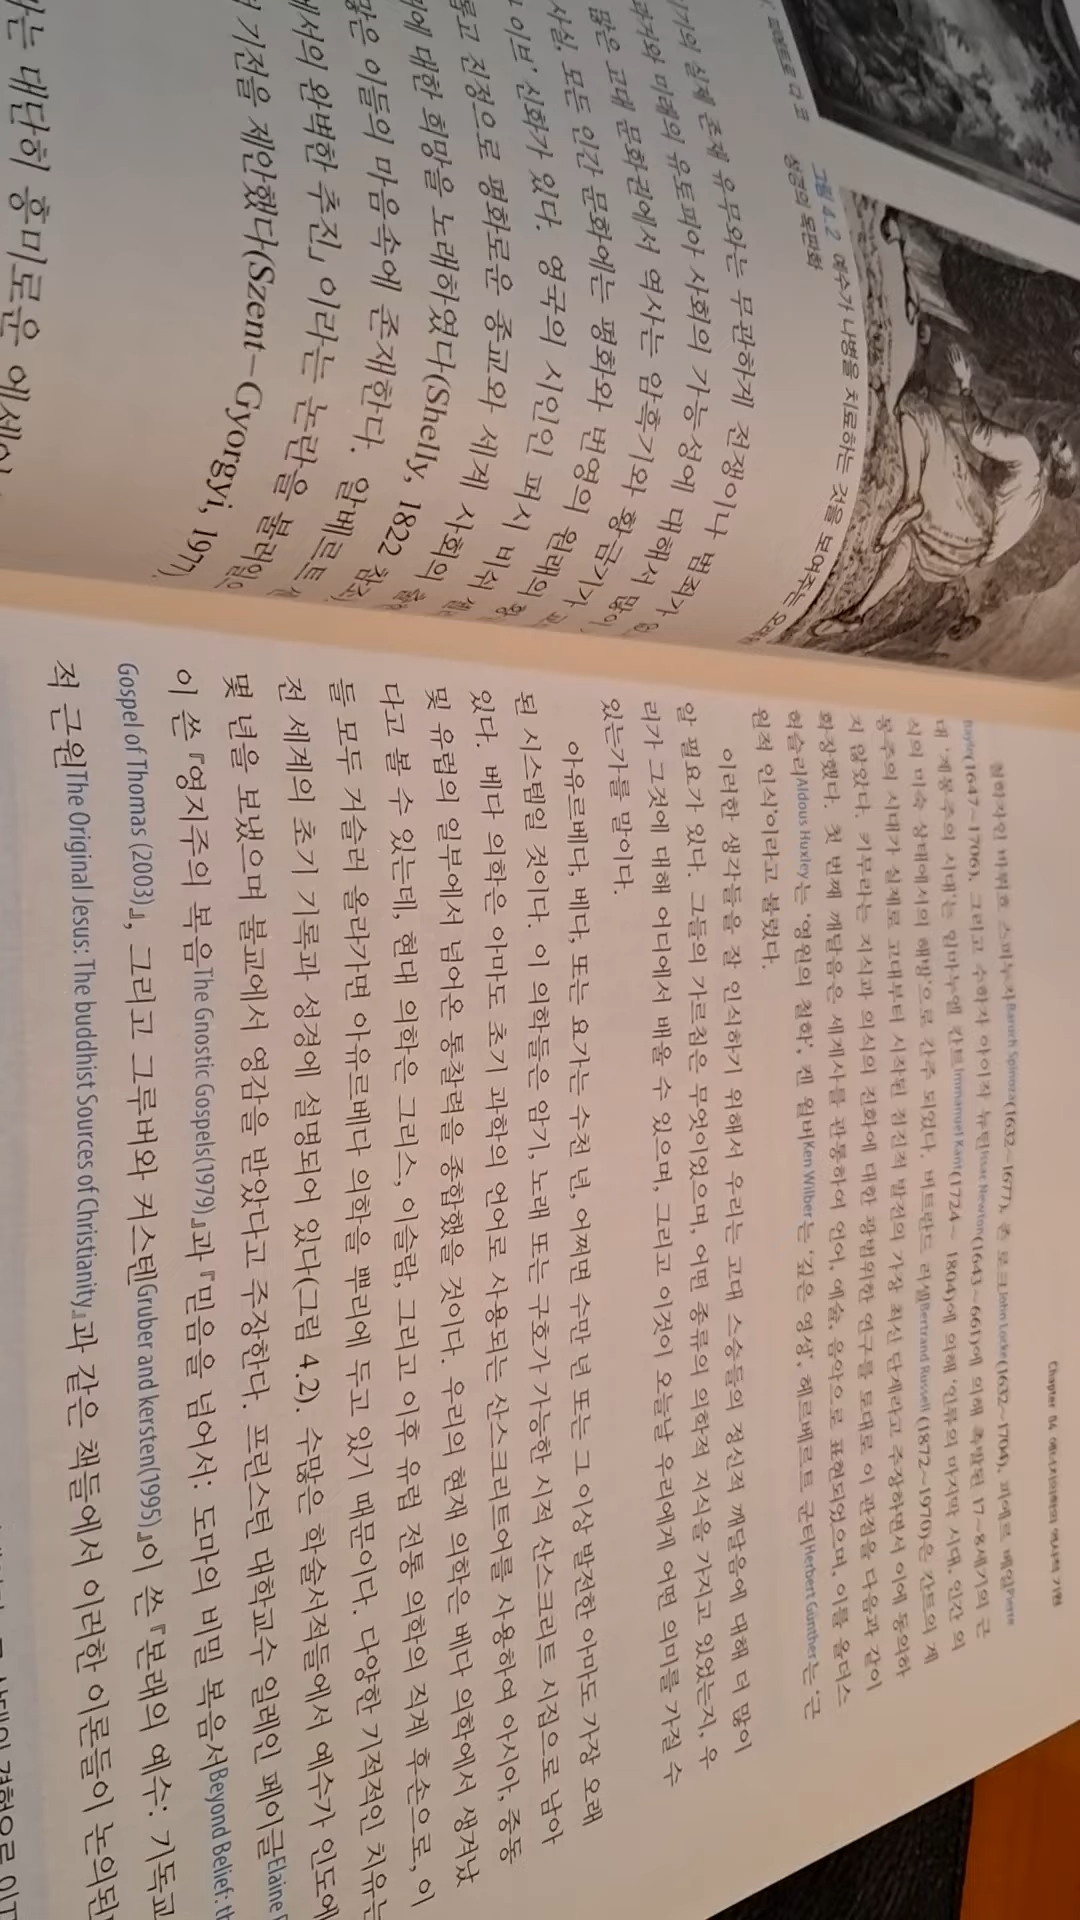 그림 4.2 예수가 나병을 치료하는 것을 보여주는 오래된
성경의 목판화
실제 존재 유무와는 무관하게 전쟁이나 범죄가
과거와 미래의 유토피아 사회의 가능성에 대해서 많이
많은 고대 문화권에서 역사는 암흑기와 황금기가
사실, 모든 인간 문화에는 평화와 번영의 원래의
이브' 신화가 있다. 영국의 시인인 퍼시 비쉬
진정으로 평화로운 종교와 세계 사회의
에 대한 희망을 노래하였다(Shelly, 1822 참조
많은 이들의 마음속에 존재한다. 알베르트
서의 완벽한 추진」이라는 논란을 불러일으
기전을 제안했다(Szent-Gyorgyi, 197
는 대단히 흥미로운 에세이
Chapter 04 에너지의학의 역사적 기원
철학자인 바뤼흐 스피노자Baruch Spinoza(1632~1677), 존 로크John Locke(1632~1704), 피에르 베일Pierre
Bayle(1647~1706), 그리고 수학자 아이작 뉴턴Issac Newton(1643~661)에 의해 촉발된 17~8세기의 근
대 '계몽주의 시대'는 임마누엘 칸트Immanuel Kant(1724~ 1804)에 의해 '인류의 마지막 시대, 인간 의
식의 미숙 상태에서의 해방'으로 간주 되었다. 버트란드 러셀Bertrand Russell (1872~1970)은 칸트의 계
몽주의 시대가 실제로 고대부터 시작된 점진적 발전의 가장 최신 단계라고 주장하면서 이에 동의하
지 않았다. 키무라는 지식과 의식의 진화에 대한 광범위한 연구를 토대로 이 관점을 다음과 같이
확장했다. 첫 번째 깨달음은 세계사를 관통하여 언어, 예술, 음악으로 표현되었으며, 이를 올더스
헉슬리Aldous Huxley는 '영원의 철학', 켄 윌버Ken Wilber는 '깊은 영성', 헤르베르트 군터Herbert Günther는 '근
원적 인식'이라고 불렀다.
이러한 생각들을 잘 인식하기 위해서 우리는 고대 스승들의 정신적 깨달음에 대해 더 많이
알 필요가 있다. 그들의 가르침은 무엇이었으며, 어떤 종류의 의학적 지식을 가지고 있었는지, 우
리가 그것에 대해 어디에서 배울 수 있으며, 그리고 이것이 오늘날 우리에게 어떤 의미를 가질 수
있는가를 말이다.
아유르베다, 베다, 또는 요가는 수천 년, 어쩌면 수만 년 또는 그 이상 발전한 아마도 가장 오래
된 시스템일 것이다. 이 의학들은 암기, 노래 또는 구호가 가능한 시적 산스크리트 시집으로 남아
있다. 베다 의학은 아마도 초기 과학의 언어로 사용되는 산스크리트어를 사용하여 아시아, 중동
및 유럽의 일부에서 넘어온 통찰력을 종합했을 것이다. 우리의 현재 의학은 베다 의학에서 생겨났
다고 볼 수 있는데, 현대 의학은 그리스, 이슬람, 그리고 이후 유럽 전통 의학의 직계 후손으로, 이
들 모두 거슬러 올라가면 아유르베다 의학을 뿌리에 두고 있기 때문이다. 다양한 기적적인 치유는
전 세계의 초기 기록과 성경에 설명되어 있다(그림 4.2). 수많은 학술서적들에서 예수가 인도에
몇 년을 보냈으며 불교에서 영감을 받았다고 주장한다. 프린스턴 대학교수 일레인 페이글Elaine
이 쓴 『영지주의 복음The Gnostic Gospels(1979)』과 『믿음을 넘어서: 도마의 비밀 복음서Beyond Belief:
Gospel of Thomas (2003)』, 그리고 그루버와 커스텐Gruber and kersten(1995)』이 쓴 『본래의 예수: 기독교
적 근원The Original Jesus: The buddhist Sources of Christianity』과 같은 책들에서 이러한 이론들이 논의된